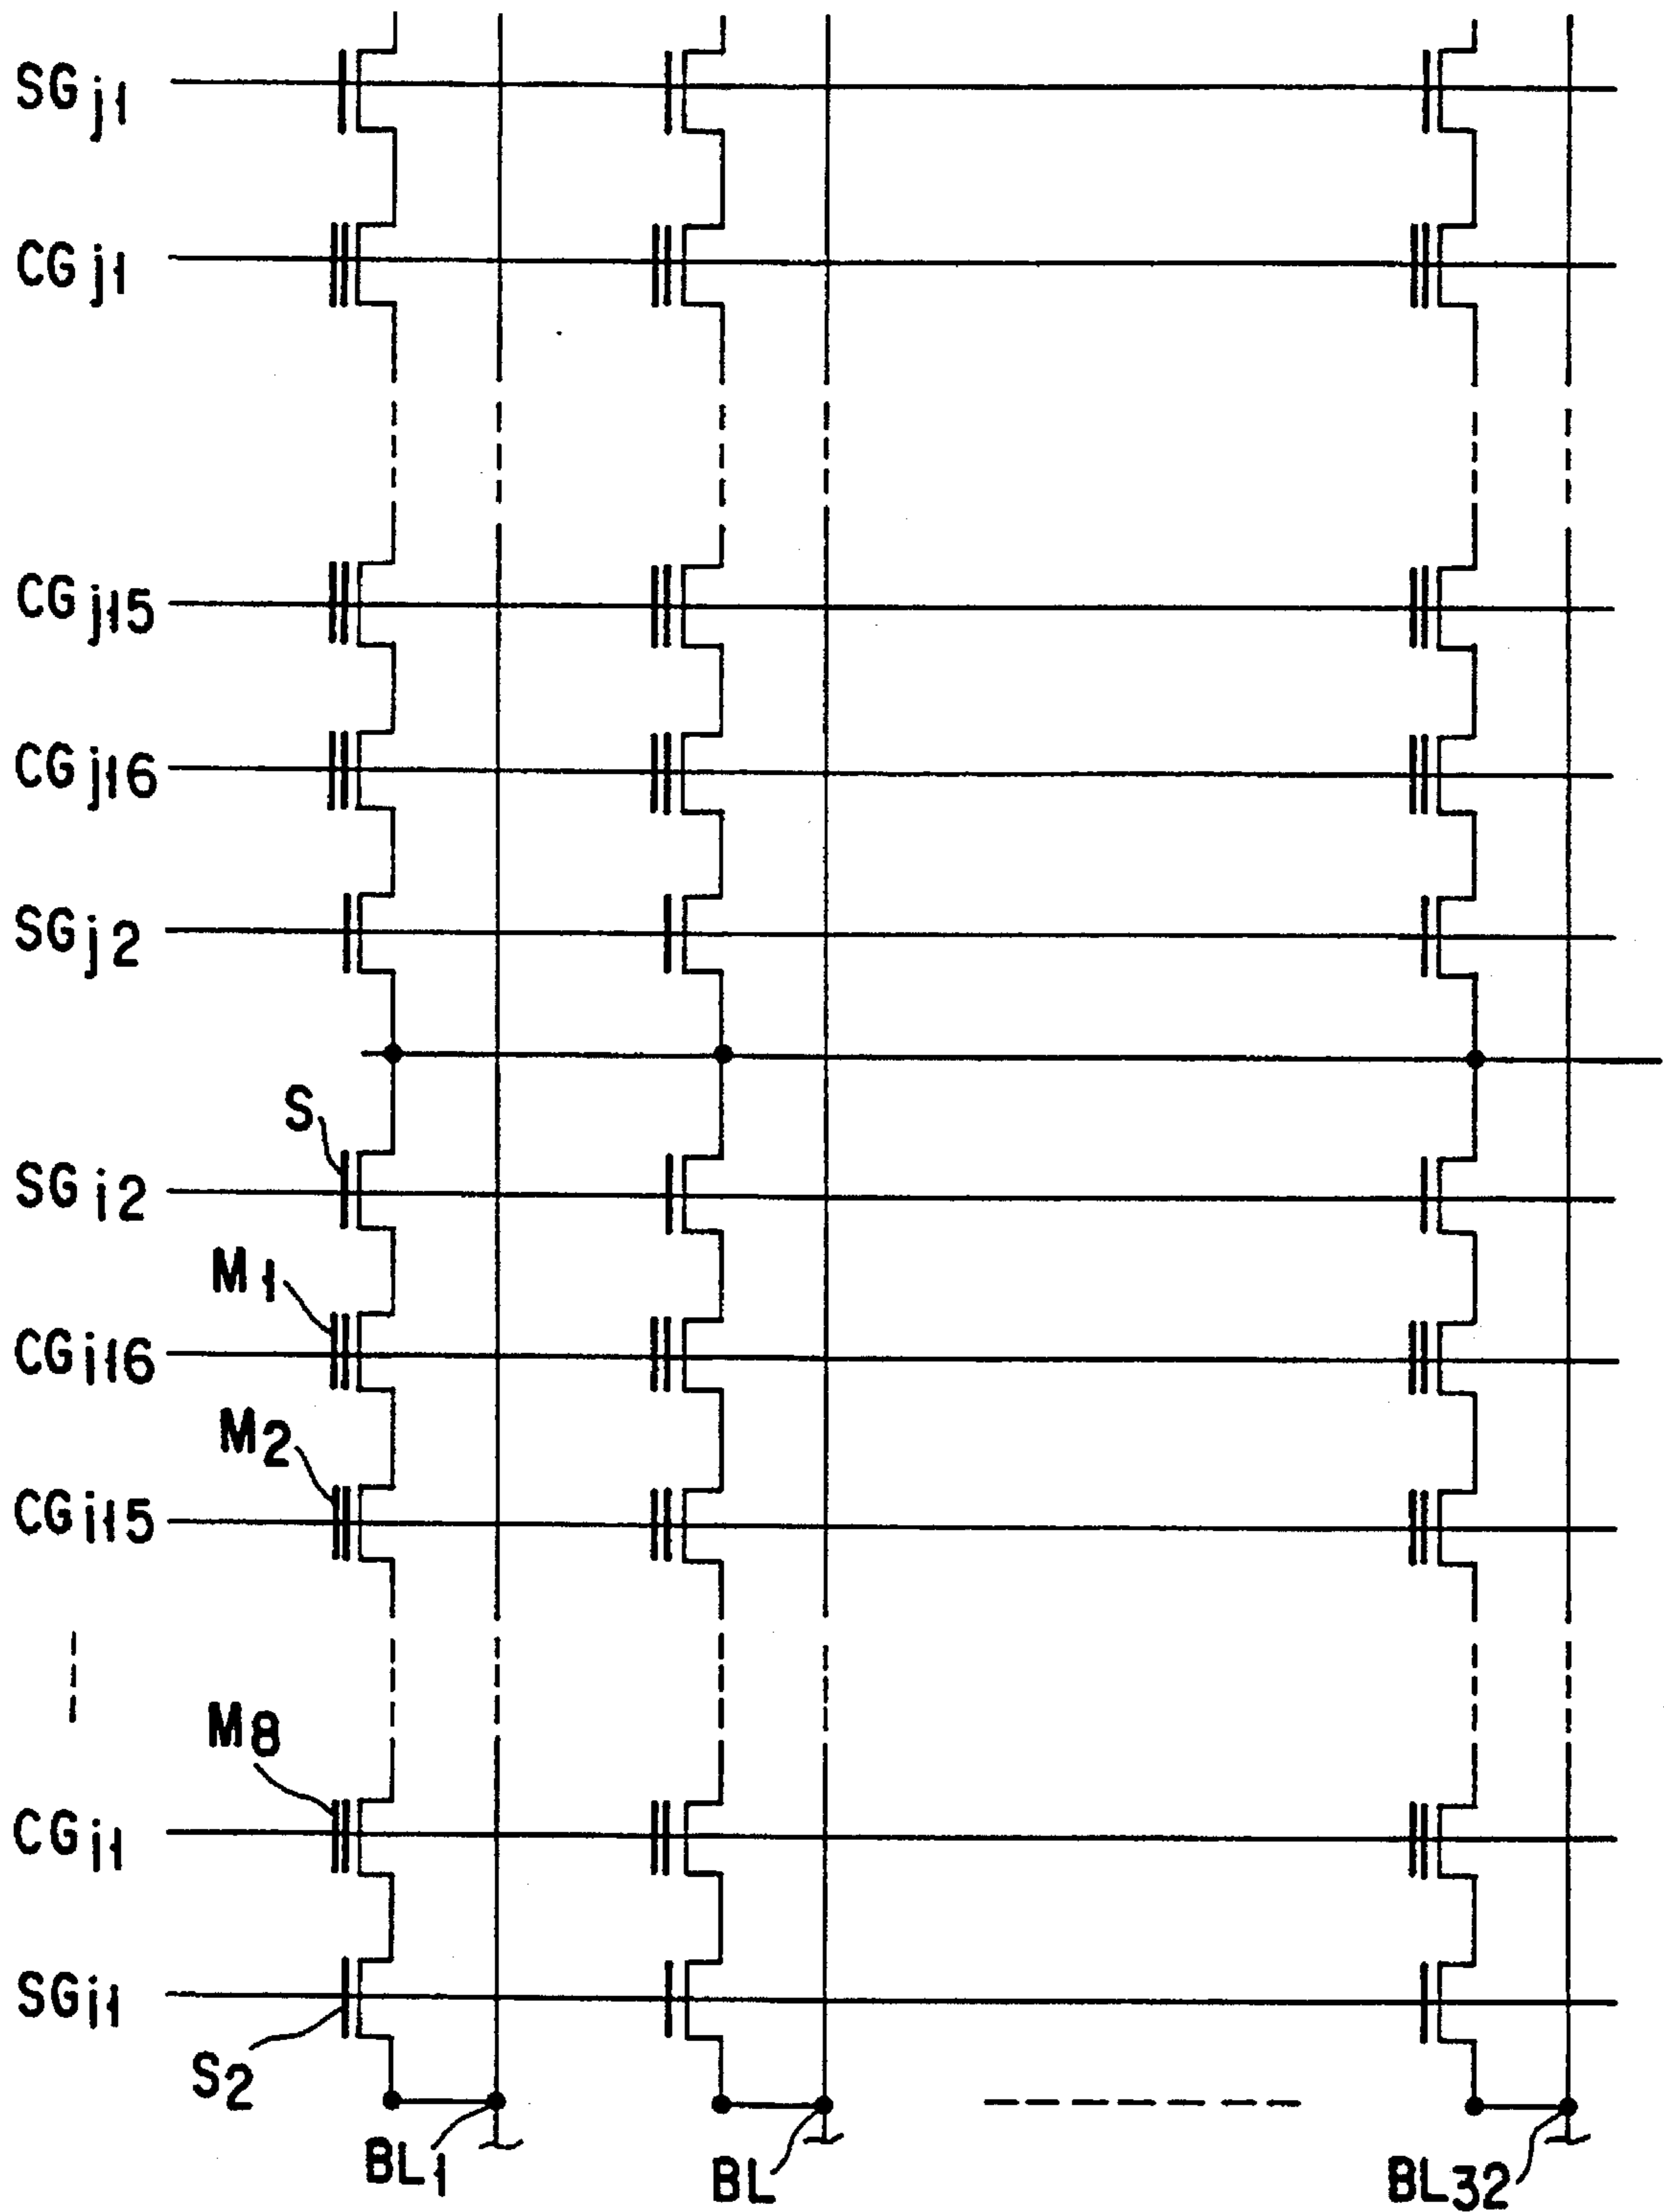 SGj1
CGj1
CGj15
CGj16
SGj2
S
SGi2
M1
CGi16
M2
CGi15
M8
CGi1
SGi1
S2
BL1 BL BL32